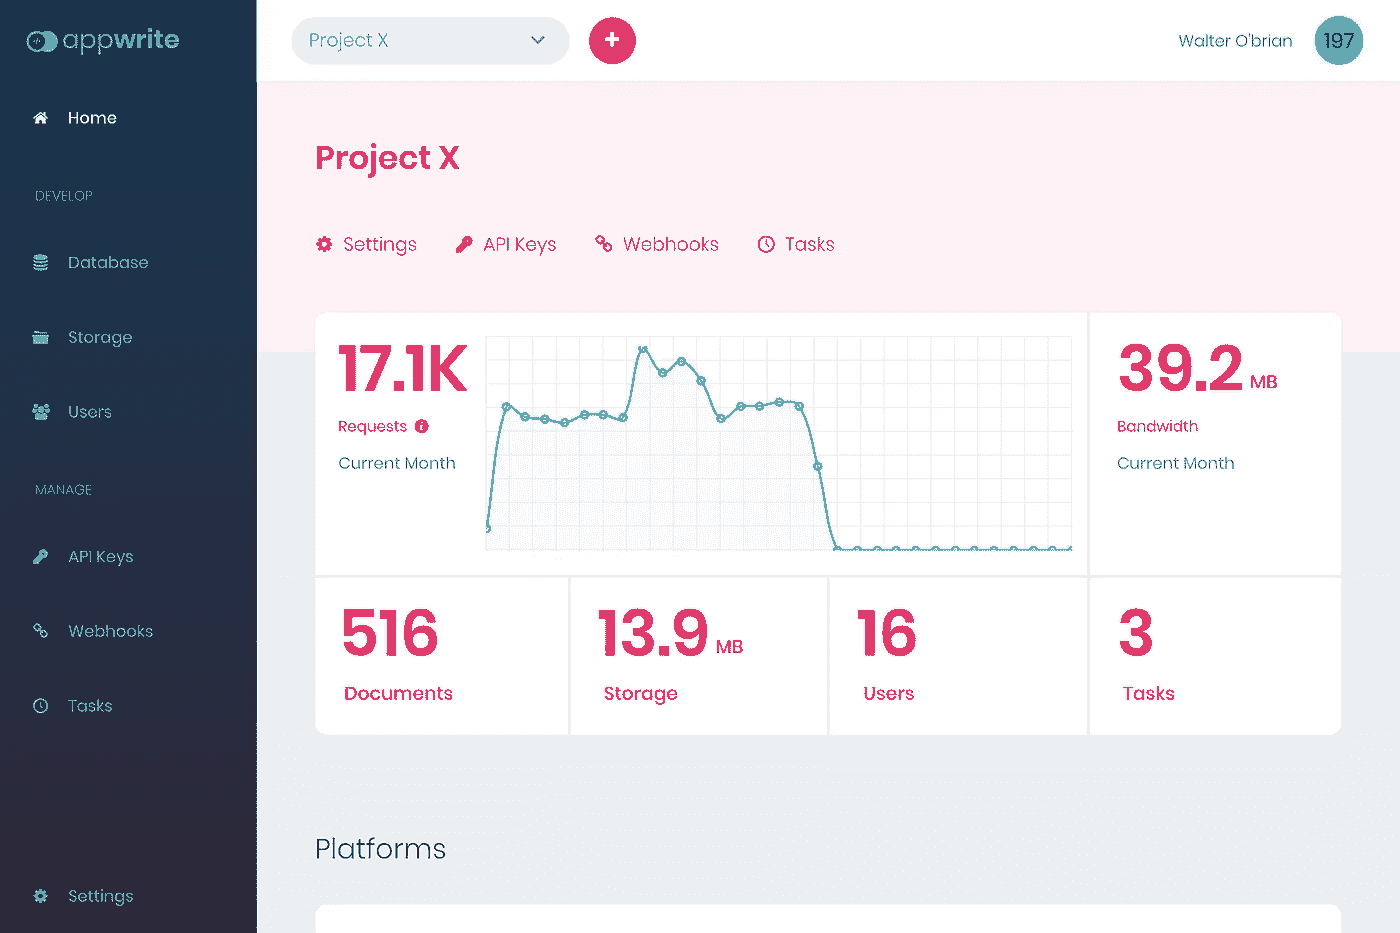 appwrite
Project X
+
Walter O'brian
197
Home
DEVELOP
Database
Storage
Users
MANAGE
API Keys
Webhooks
Tasks
Settings
Project X
Settings API Keys Webhooks Tasks
17.1K
Requests
Current Month
39.2 MB
Bandwidth
Current Month
516
Documents
13.9 MB
Storage
16
Users
3
Tasks
Platforms